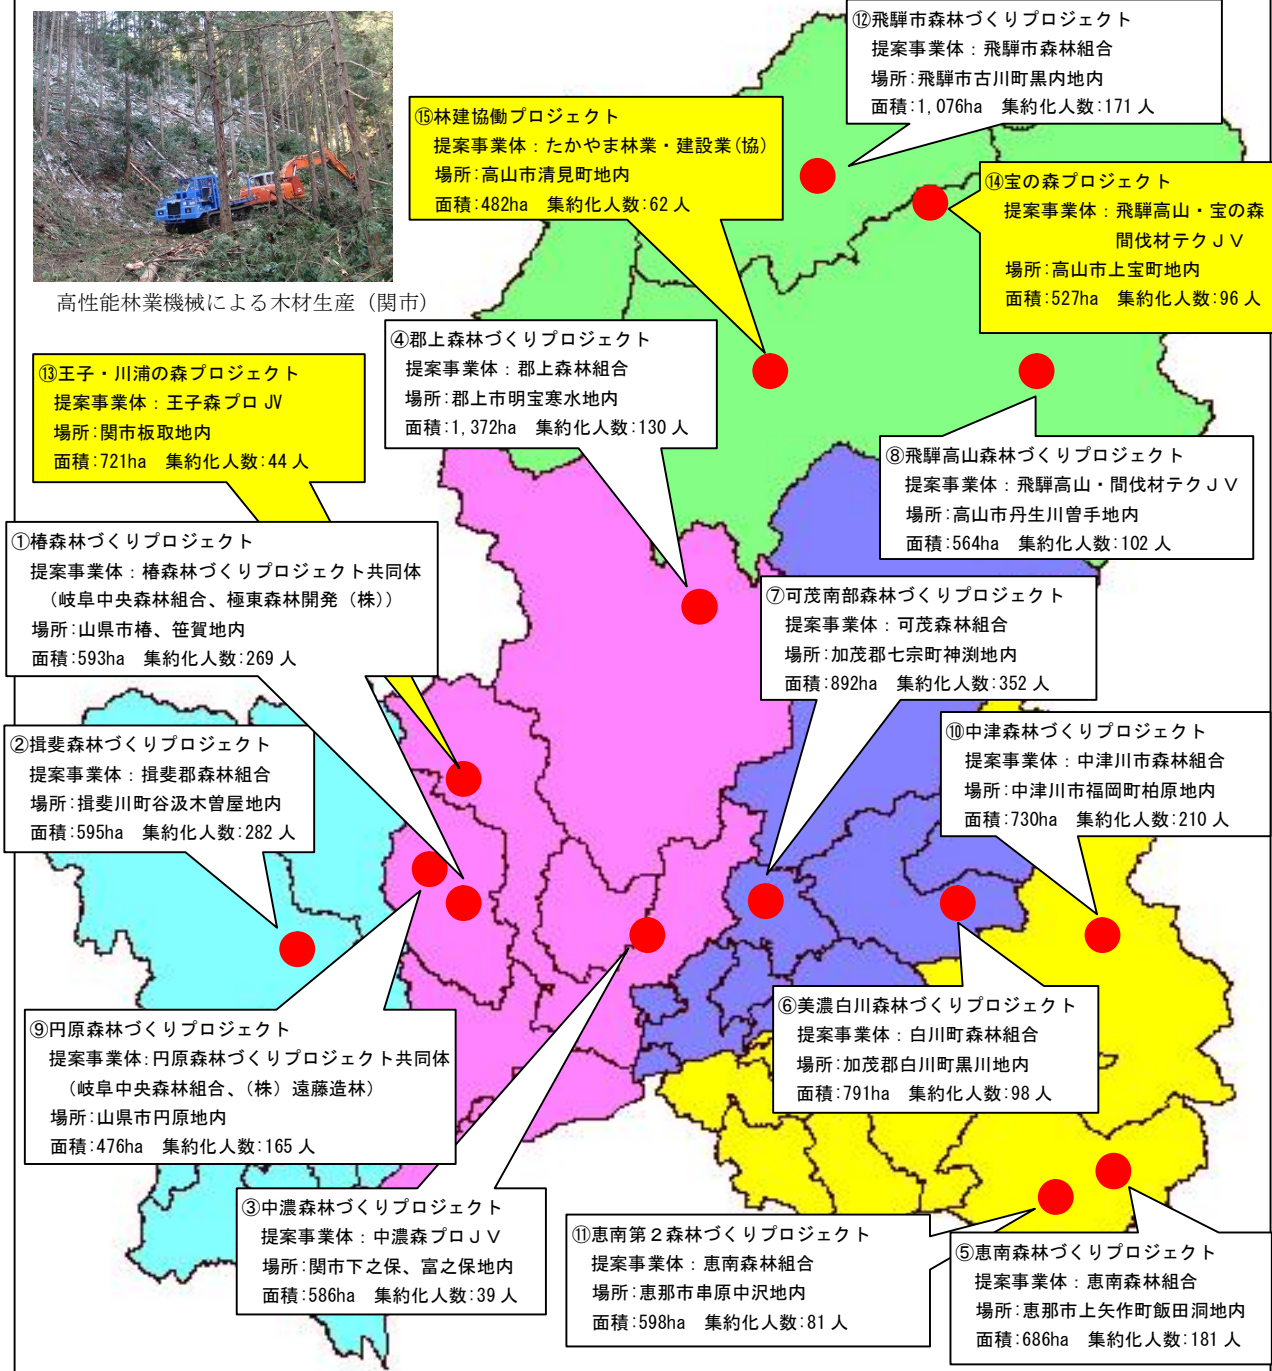 ⑫飛騨市森林づくりプロジェクト
提案事業体：飛騨市森林組合
場所:飛騨市古川町黒内地内
面積:1,076ha 集約化人数:171 人
⑮林建協働プロジェクト
提案事業体：たかやま林業・建設業(協)
場所:高山市清見町地内
面積:482ha 集約化人数:62 人
⑭宝の森プロジェクト
提案事業体：飛騨高山・宝の森
間伐材テクＪＶ
場所:高山市上宝町地内
面積:527ha 集約化人数:96 人
高性能林業機械による木材生産（関市）
④郡上森林づくりプロジェクト
提案事業体：郡上森林組合
場所:郡上市明宝寒水地内
面積:1,372ha 集約化人数:130 人
⑬王子・川浦の森プロジェクト
提案事業体：王子森プロ JV
場所:関市板取地内
面積:721ha 集約化人数:44 人
⑧飛騨高山森林づくりプロジェクト
提案事業体：飛騨高山・間伐材テクＪＶ
場所:高山市丹生川曽手地内
面積:564ha 集約化人数:102 人
①椿森林づくりプロジェクト
提案事業体：椿森林づくりプロジェクト共同体
（岐阜中央森林組合、極東森林開発（株））
場所:山県市椿、笹賀地内
面積:593ha 集約化人数:269 人
⑦可茂南部森林づくりプロジェクト
提案事業体：可茂森林組合
場所:加茂郡七宗町神渕地内
面積:892ha 集約化人数:352 人
②揖斐森林づくりプロジェクト
提案事業体：揖斐郡森林組合
場所:揖斐川町谷汲木曽屋地内
面積:595ha 集約化人数:282 人
⑩中津森林づくりプロジェクト
提案事業体：中津川市森林組合
場所:中津川市福岡町柏原地内
面積:730ha 集約化人数:210 人
⑨円原森林づくりプロジェクト
提案事業体:円原森林づくりプロジェクト共同体
（岐阜中央森林組合、（株）遠藤造林）
場所:山県市円原地内
面積:476ha 集約化人数:165 人
⑥美濃白川森林づくりプロジェクト
提案事業体：白川町森林組合
場所:加茂郡白川町黒川地内
面積:791ha 集約化人数:98 人
③中濃森林づくりプロジェクト
提案事業体：中濃森プロＪＶ
場所:関市下之保、富之保地内
面積:586ha 集約化人数:39 人
⑪恵南第２森林づくりプロジェクト
提案事業体：恵南森林組合
場所:恵那市串原中沢地内
面積:598ha 集約化人数:81 人
⑤恵南森林づくりプロジェクト
提案事業体：恵南森林組合
場所:恵那市上矢作町飯田洞地内
面積:686ha 集約化人数:181 人